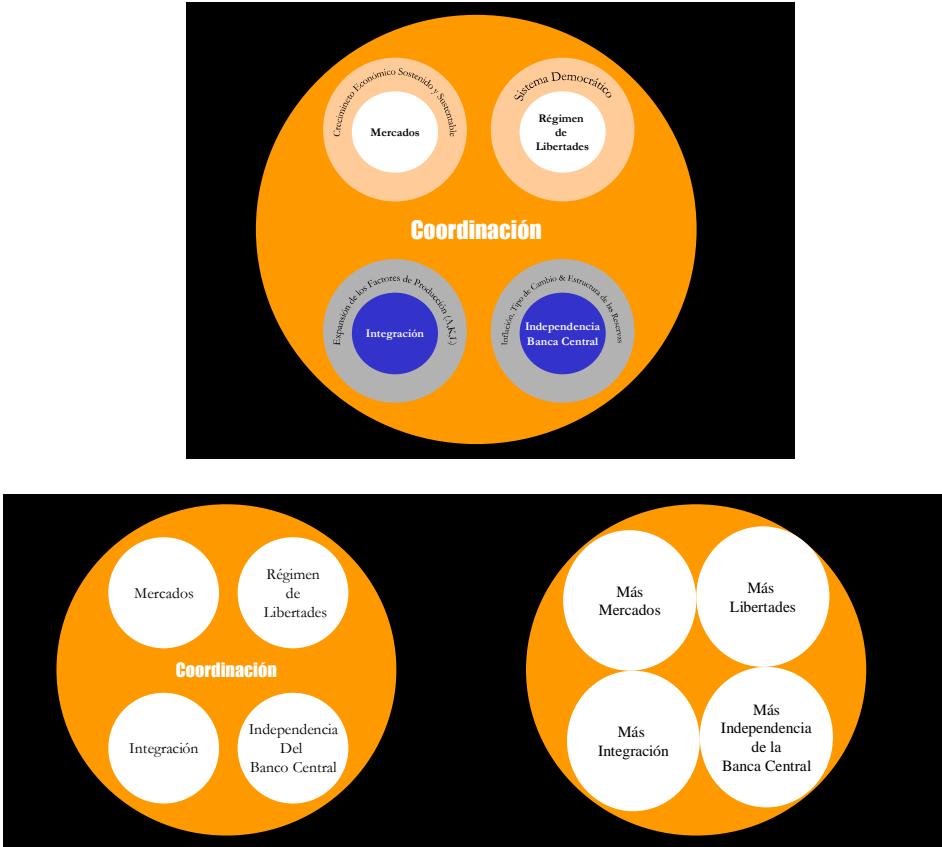 Crecimincto Económico Sostenido y Sustentable
Mercados
Sistema Democrático
Régimen
de
Libertades
Coordinación
Expansión de los Factores de Producción (A,K,L)
Integración
Inflación, Tipo de Cambio & Estructura de las Reservas
Independencia
Banca Central
Mercados
Régimen
de
Libertades
Coordinación
Integración
Independencia
Del
Banco Central
Más
Mercados
Más
Libertades
Más
Integración
Más
Independencia
de la
Banca Central